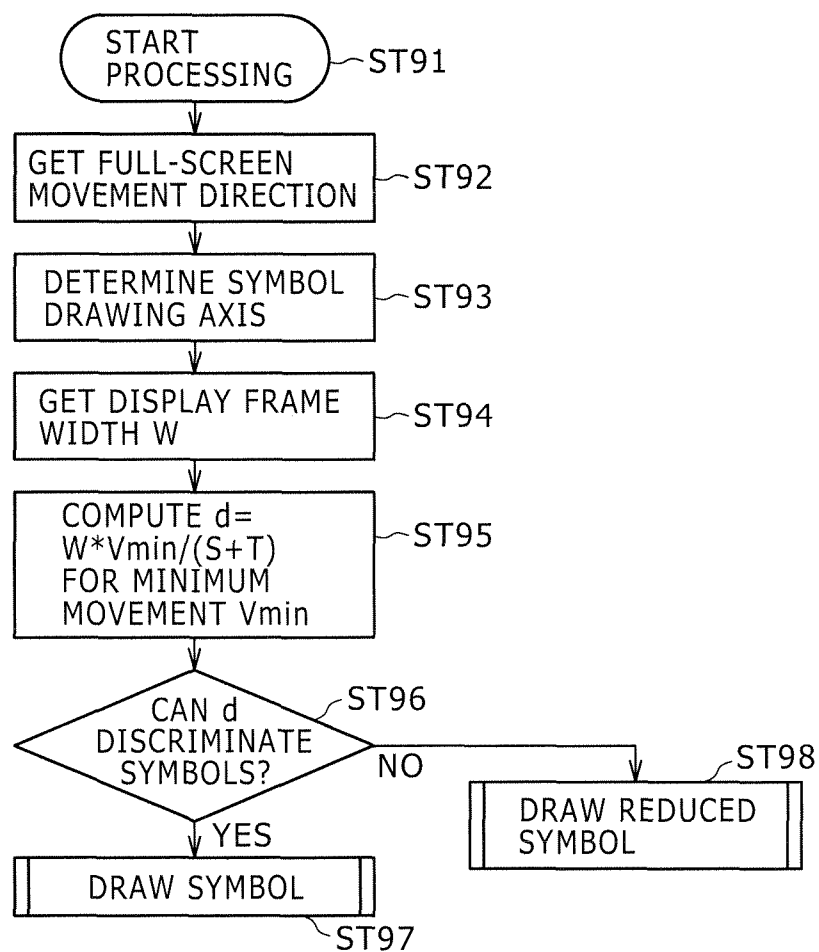 START
PROCESSING
ST91
GET FULL-SCREEN
MOVEMENT DIRECTION
ST92
DETERMINE SYMBOL
DRAWING AXIS
ST93
GET DISPLAY FRAME
WIDTH W
ST94
COMPUTE d=
W*Vmin/(S+T)
FOR MINIMUM
MOVEMENT Vmin
ST95
CAN d
DISCRIMINATE
SYMBOLS?
ST96
NO
YES
DRAW REDUCED
SYMBOL
ST98
DRAW SYMBOL
ST97